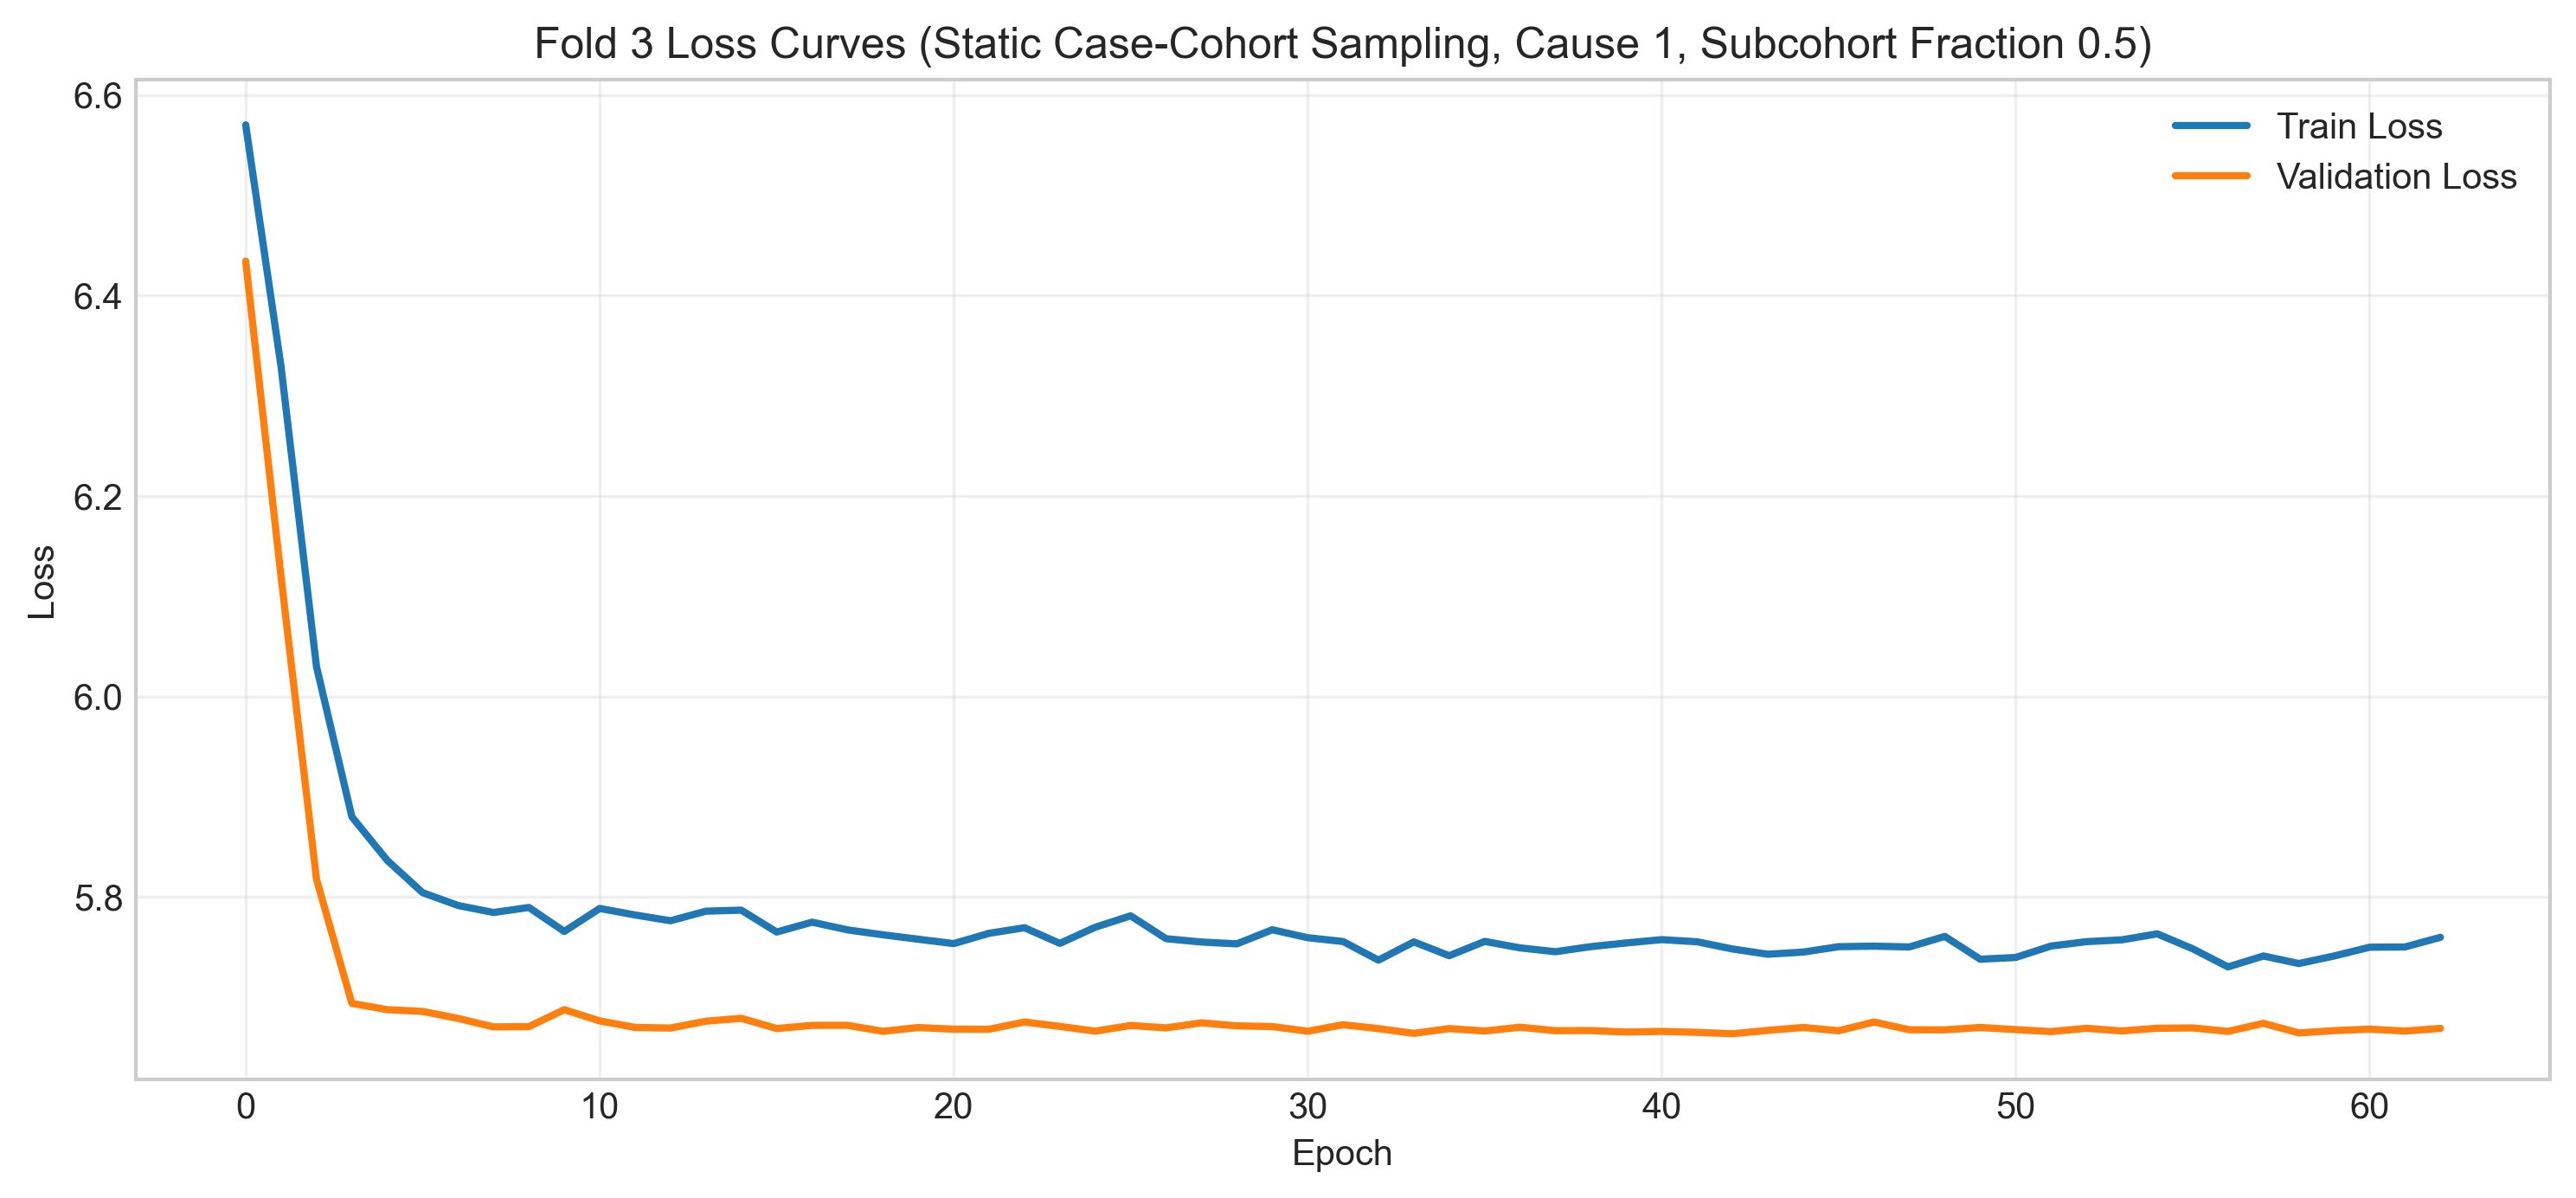 Fold 3 Loss Curves (Static Case-Cohort Sampling, Cause 1, Subcohort Fraction 0.5)
Train Loss
Validation Loss
6.6
6.4
6.2
6.0
5.8
Loss
0 10 20 30 40 50 60
Epoch